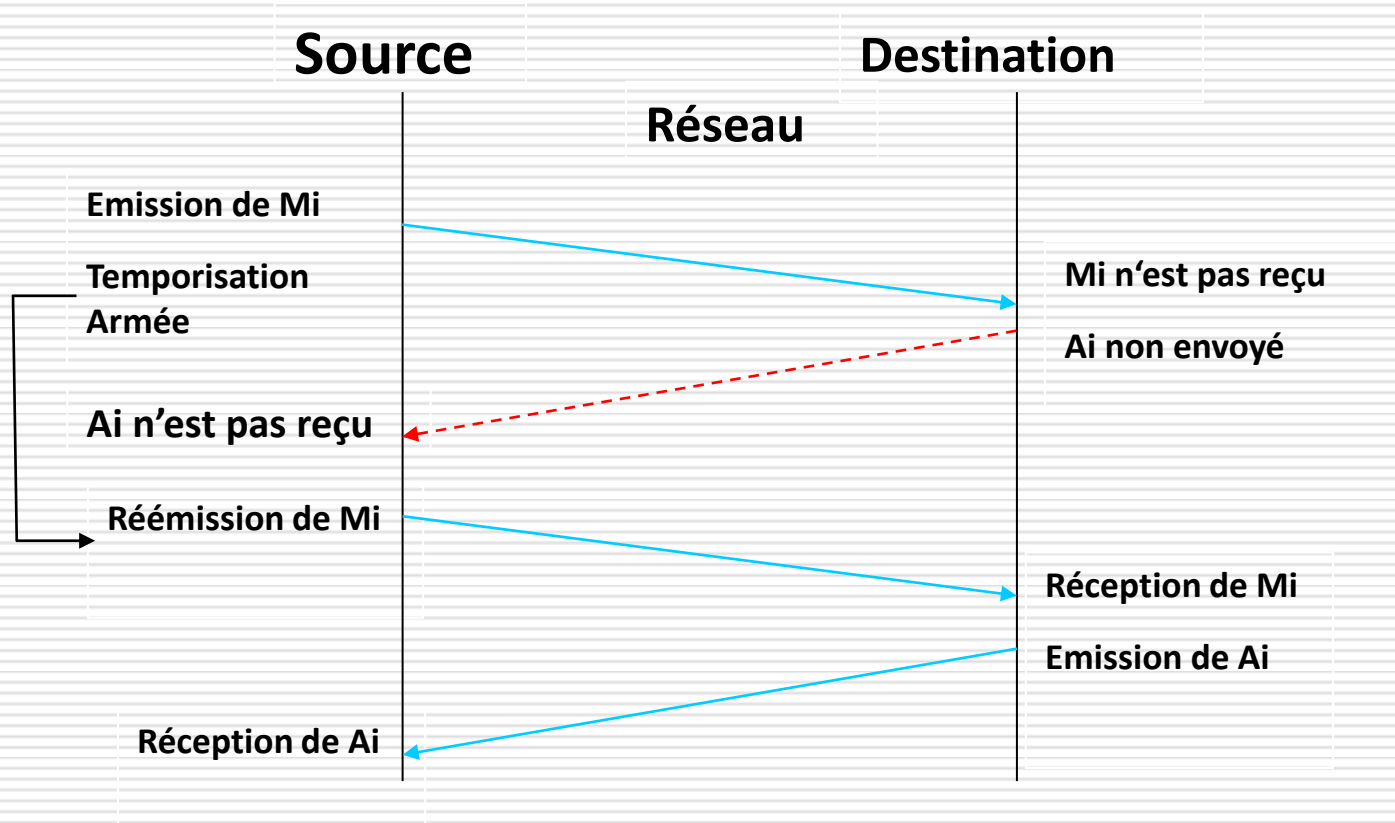 Source
Destination
Réseau
Emission de Mi
Temporisation
Armée
Mi n‘est pas reçu
Ai non envoyé
Ai n’est pas reçu
Réémission de Mi
Réception de Mi
Emission de Ai
Réception de Ai